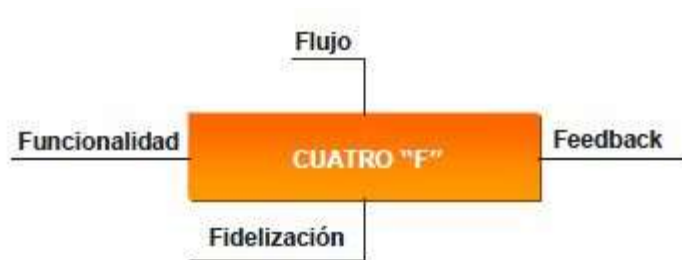 Flujo
Funcionalidad
CUATRO "F"
Feedback
Fidelización